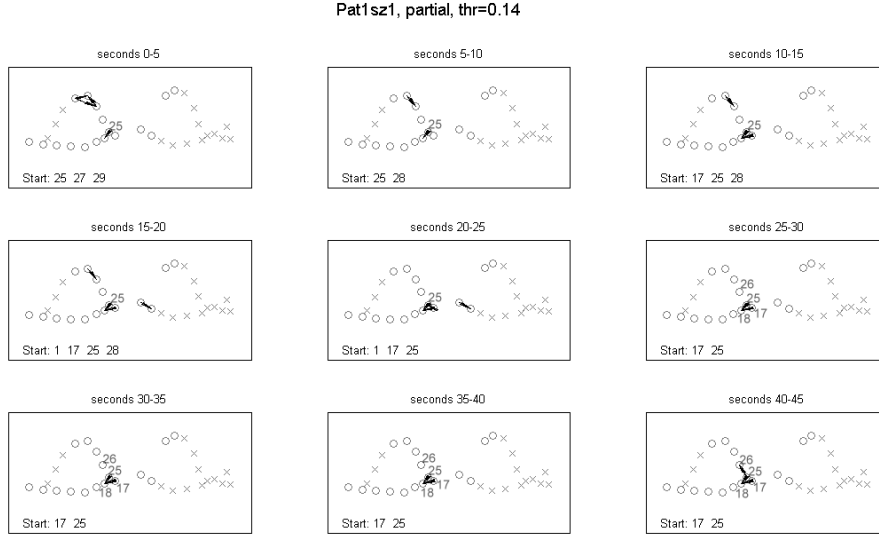 Pat1sz1, partial, thr=0.14
seconds 0-5
25
Start: 25 27 29
seconds 5-10
25
Start: 25 28
seconds 10-15
25
Start: 17 25 28
seconds 15-20
25
Start: 1 17 25 28
seconds 20-25
25
Start: 1 17 25
seconds 25-30
26
25
18 17
Start: 17 25
seconds 30-35
26
25
18 17
Start: 17 25
seconds 35-40
26
25
18 17
Start: 17 25
seconds 40-45
26
25
18 17
Start: 17 25